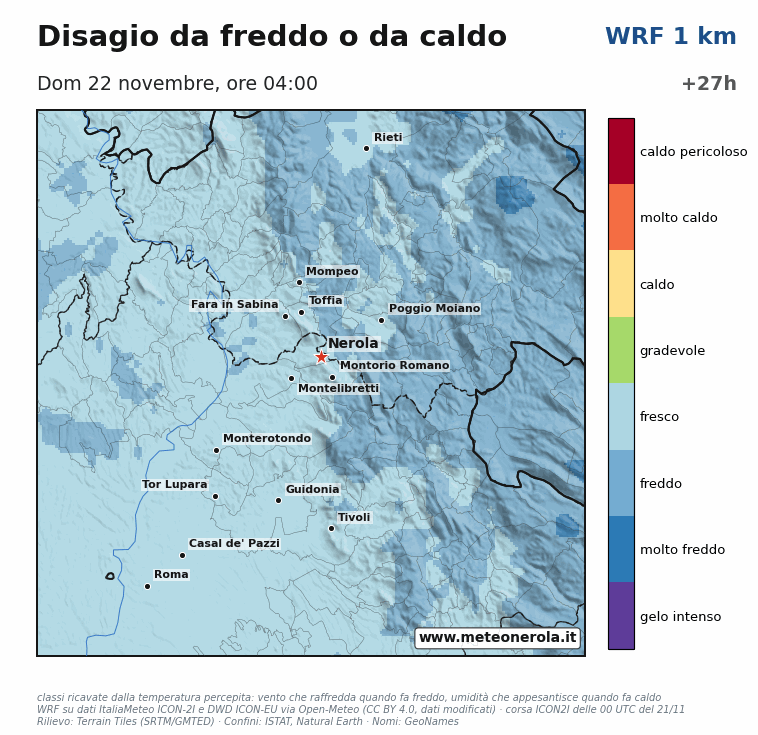 Disagio da freddo o da caldo
WRF 1 km
Dom 22 novembre, ore 04:00
+27h
Rieti
Mompeo
Fara in Sabina
Toffia
Poggio Moiano
Nerola
Montorio Romano
Montelibretti
Monterotondo
Tor Lupara
Guidonia
Tivoli
Casal de' Pazzi
Roma
www.meteonerola.it
caldo pericoloso
molto caldo
caldo
gradevole
fresco
freddo
molto freddo
gelo intenso
classi ricavate dalla temperatura percepita: vento che raffredda quando fa freddo, umidità che appesantisce quando fa caldo
WRF su dati ItaliaMeteo ICON-2I e DWD ICON-EU via Open-Meteo (CC BY 4.0, dati modificati) · corsa ICON2I delle 00 UTC del 21/11
Rilievo: Terrain Tiles (SRTM/GMTED) · Confini: ISTAT, Natural Earth · Nomi: GeoNames